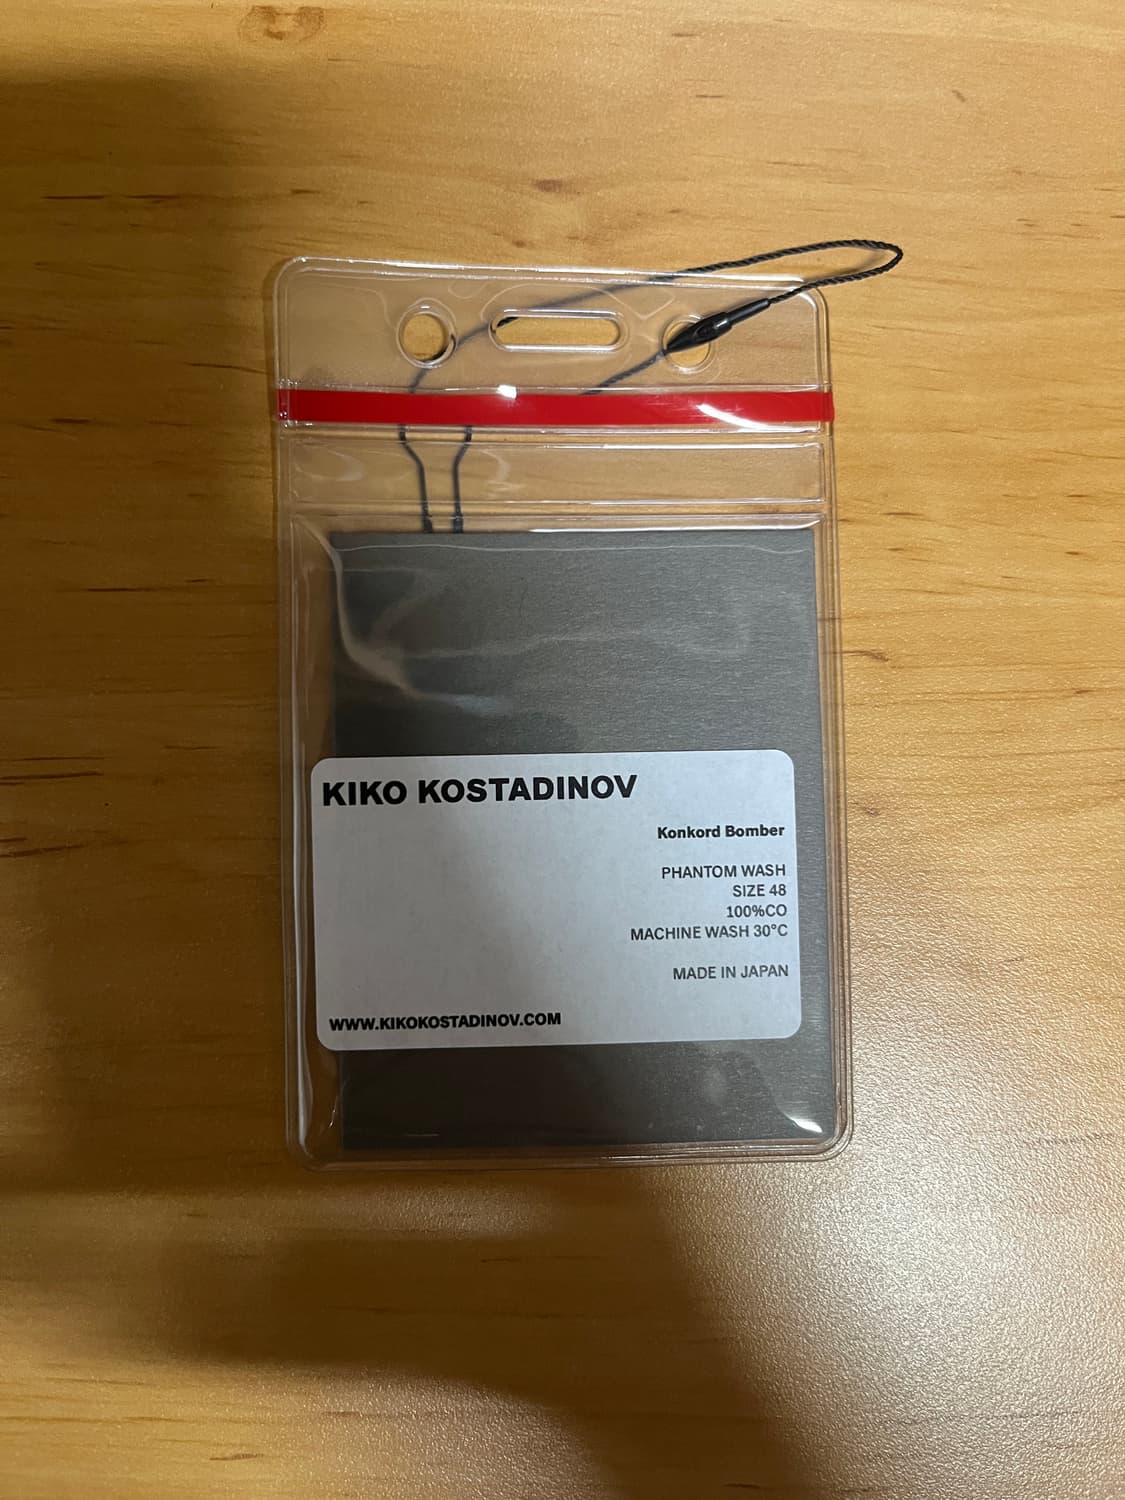 KIKO KOSTADINOV
Konkord Bomber
PHANTOM WASH
SIZE 48
100%CO
MACHINE WASH 30°C
MADE IN JAPAN
WWW.KIKOKOSTADINOV.COM